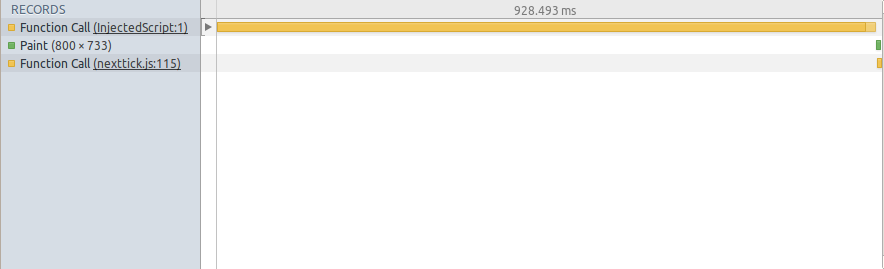 RECORDS
928.493 ms
Function Call (InjectedScript:1)
Paint (800 × 733)
Function Call (nexttick.js:115)